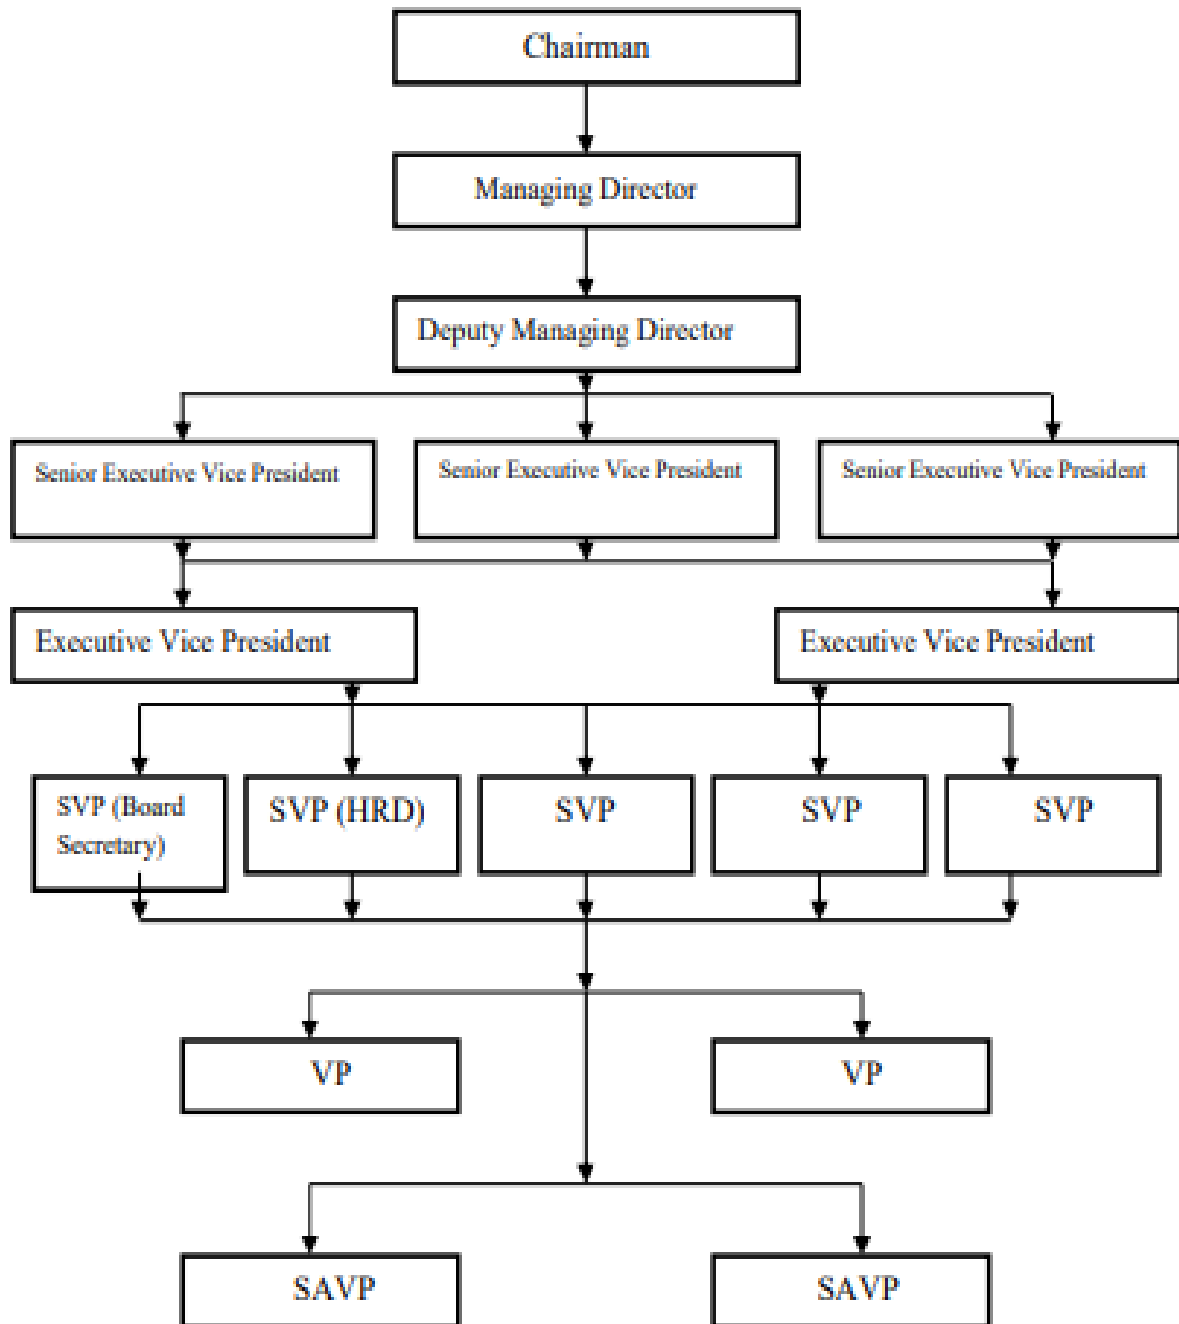 Chairman
Managing Director
Deputy Managing Director
Senior Executive Vice President
Senior Executive Vice President
Senior Executive Vice President
Executive Vice President
Executive Vice President
SVP (Board
Secretary)
SVP (HRD)
SVP
SVP
SVP
VP
VP
SAVP
SAVP